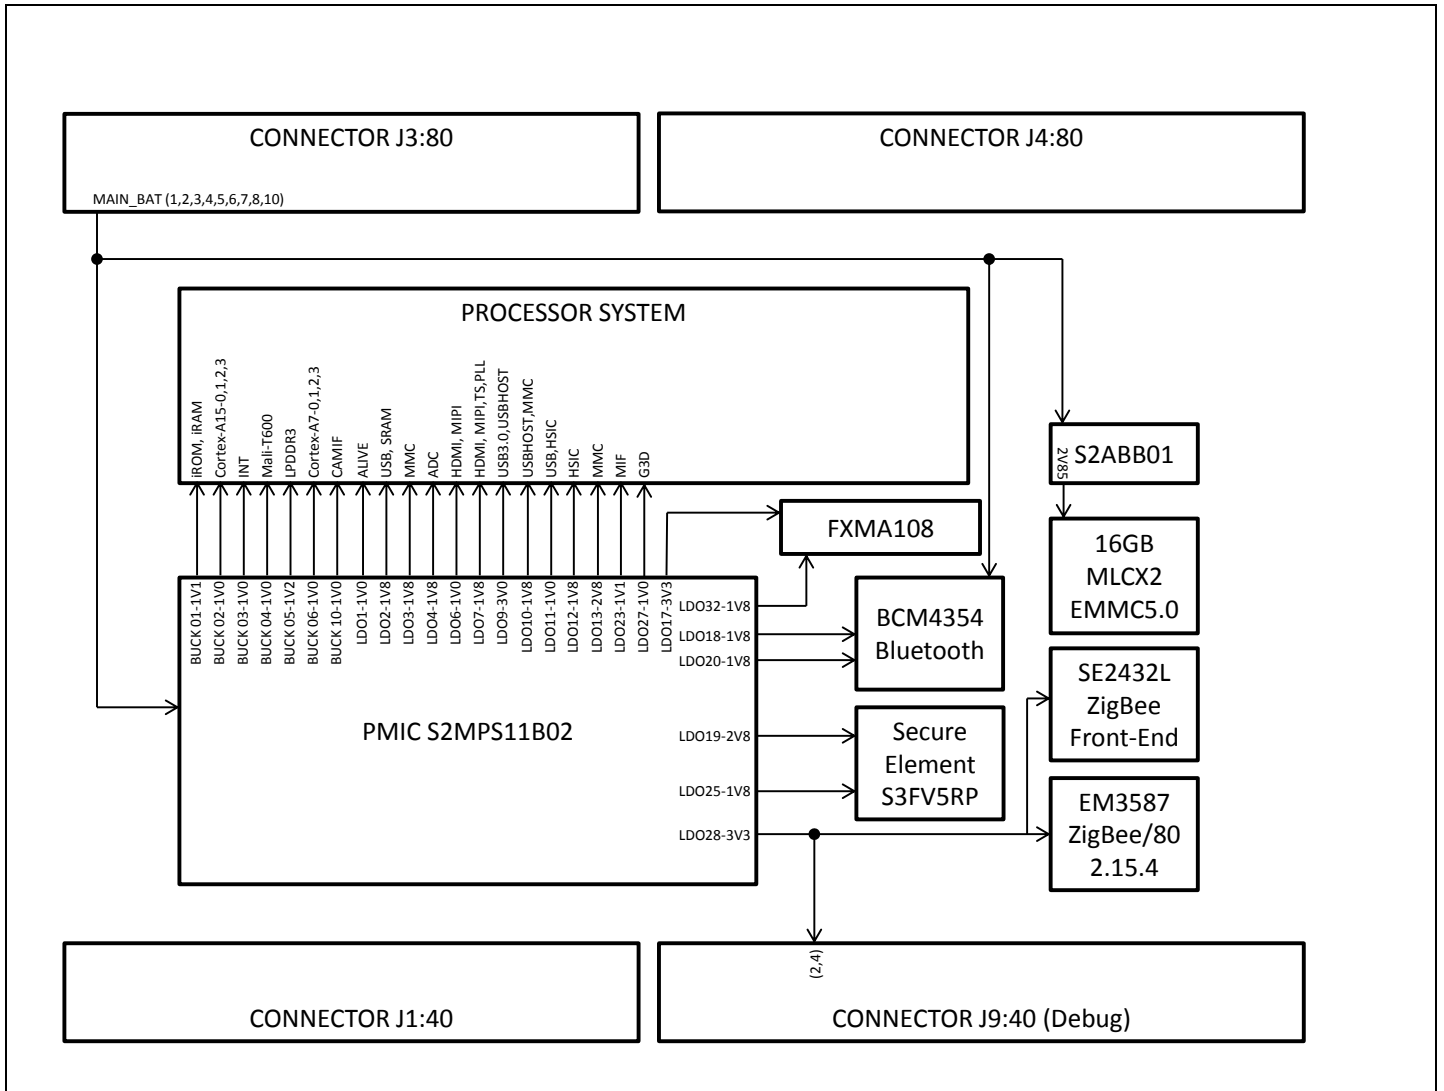 CONNECTOR J3:80
CONNECTOR J4:80
MAIN_BAT (1,2,3,4,5,6,7,8,10)
PROCESSOR SYSTEM
iROM, iRAM
Cortex-A15-0,1,2,3
INT
Mali-T600
LPDDR3
Cortex-A7-0,1,2,3
CAMIF
ALIVE
USB, SRAM
MMC
ADC
HDMI, MIPI
HDMI, MIPI,TS,PLL
USB3.0,USBHOST
USBHOST,MMC
USB,HSIC
HSIC
MMC
MIF
G3D
2V85
S2ABB01
FXMA108
16GB
MLCX2
EMMC5.0
BUCK 01-1V1
BUCK 02-1V0
BUCK 03-1V0
BUCK 04-1V0
BUCK 05-1V2
BUCK 06-1V0
BUCK 10-1V0
LDO1-1V0
LDO2-1V8
LDO3-1V8
LDO4-1V8
LDO6-1V0
LDO7-1V8
LDO9-3V0
LDO10-1V8
LDO11-1V0
LDO12-1V8
LDO13-2V8
LDO23-1V1
LDO27-1V0
LDO17-3V3
LDO32-1V8
LDO18-1V8
LDO20-1V8
BCM4354
Bluetooth
PMIC S2MPS11B02
LDO19-2V8
LDO25-1V8
LDO28-3V3
Secure
Element
S3FV5RP
SE2432L
ZigBee
Front-End
EM3587
ZigBee/80
2.15.4
(2,4)
CONNECTOR J1:40
CONNECTOR J9:40 (Debug)